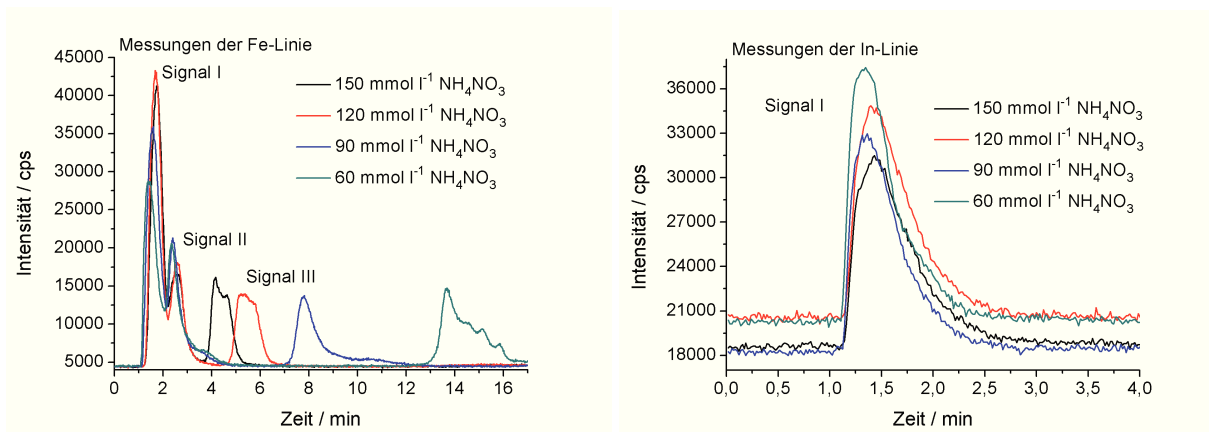 Messungen der Fe-Linie
Signal I
150 mmol l⁻¹ NH₄NO₃
120 mmol l⁻¹ NH₄NO₃
90 mmol l⁻¹ NH₄NO₃
60 mmol l⁻¹ NH₄NO₃
Signal II
Signal III
Intensität / cps
45000
40000
35000
30000
25000
20000
15000
10000
5000
0 2 4 6 8 10 12 14 16
Zeit / min
Messungen der In-Linie
Signal I
150 mmol l⁻¹ NH₄NO₃
120 mmol l⁻¹ NH₄NO₃
90 mmol l⁻¹ NH₄NO₃
60 mmol l⁻¹ NH₄NO₃
Intensität / cps
36000
33000
30000
27000
24000
21000
18000
0,0 0,5 1,0 1,5 2,0 2,5 3,0 3,5 4,0
Zeit / min